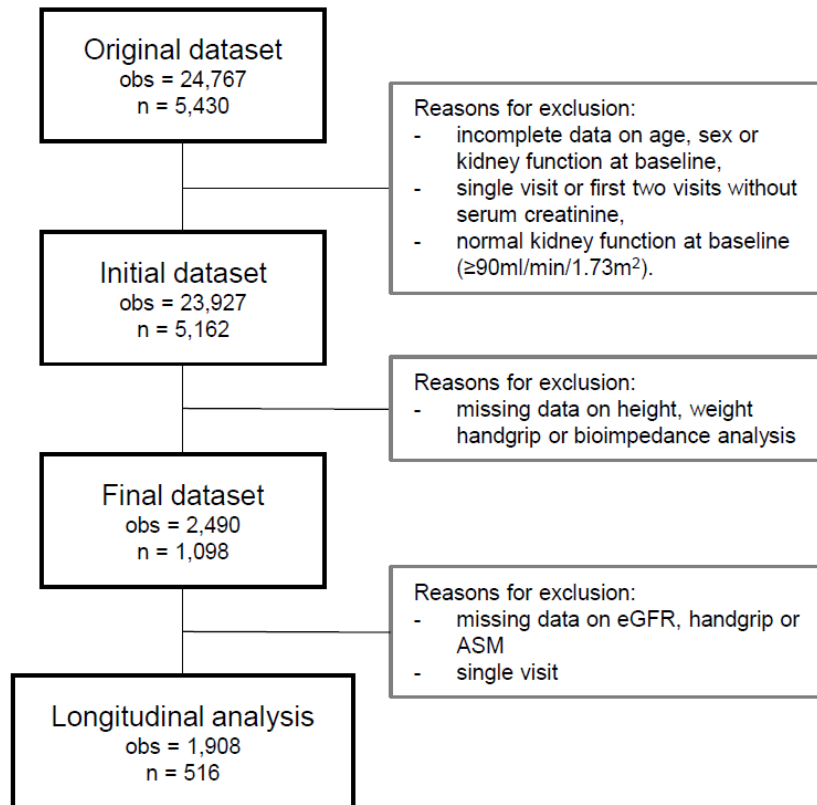 Original dataset
obs = 24,767
n = 5,430
Reasons for exclusion:
- incomplete data on age, sex or
kidney function at baseline,
- single visit or first two visits without
serum creatinine,
- normal kidney function at baseline
(≥90ml/min/1.73m²).
Initial dataset
obs = 23,927
n = 5,162
Reasons for exclusion:
- missing data on height, weight
handgrip or bioimpedance analysis
Final dataset
obs = 2,490
n = 1,098
Reasons for exclusion:
- missing data on eGFR, handgrip or
ASM
- single visit
Longitudinal analysis
obs = 1,908
n = 516